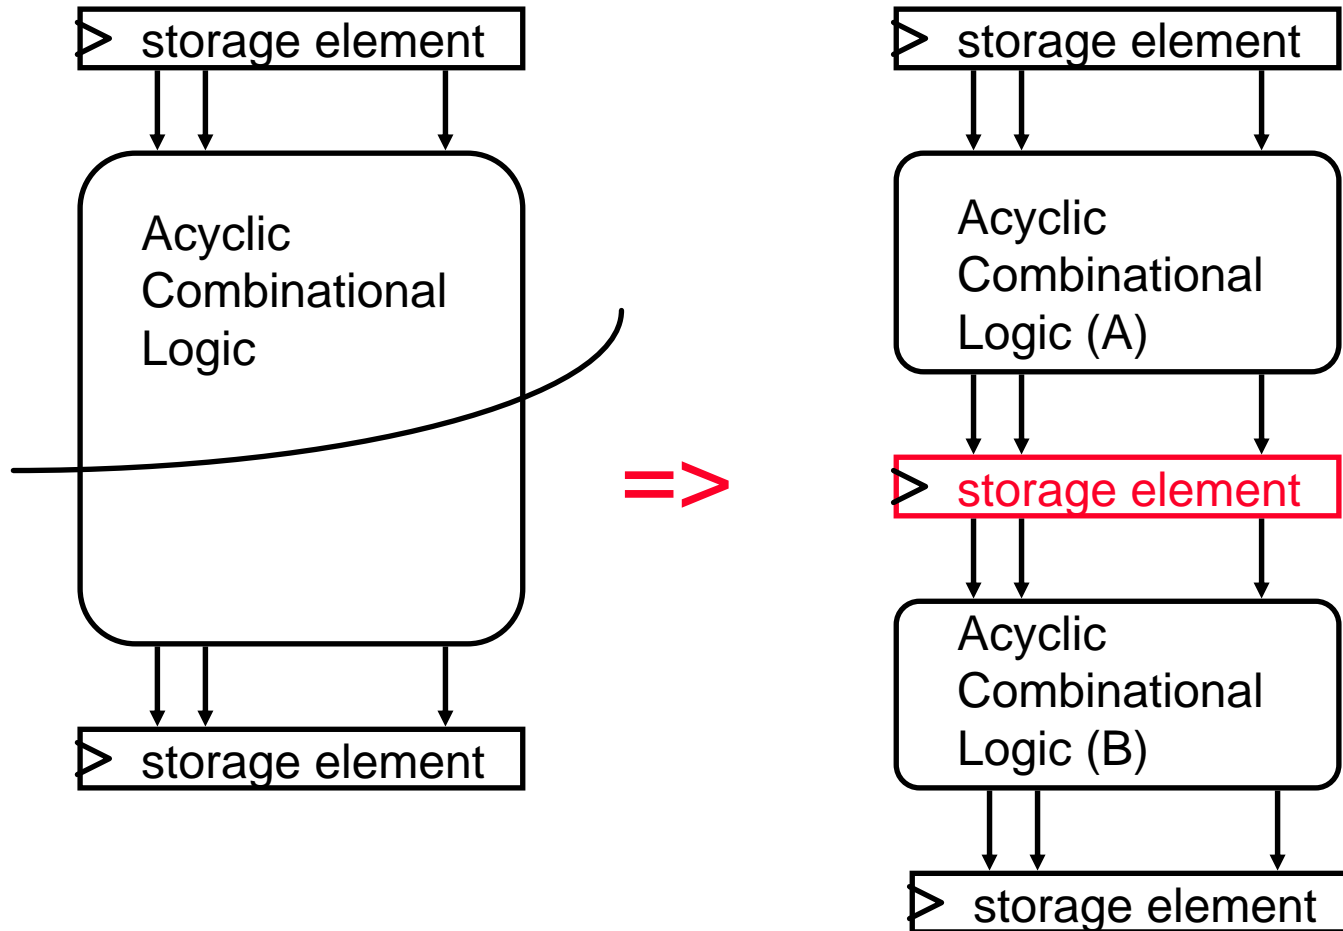 storage element
Acyclic
Combinational
Logic
storage element
=>
storage element
Acyclic
Combinational
Logic (A)
storage element
Acyclic
Combinational
Logic (B)
storage element